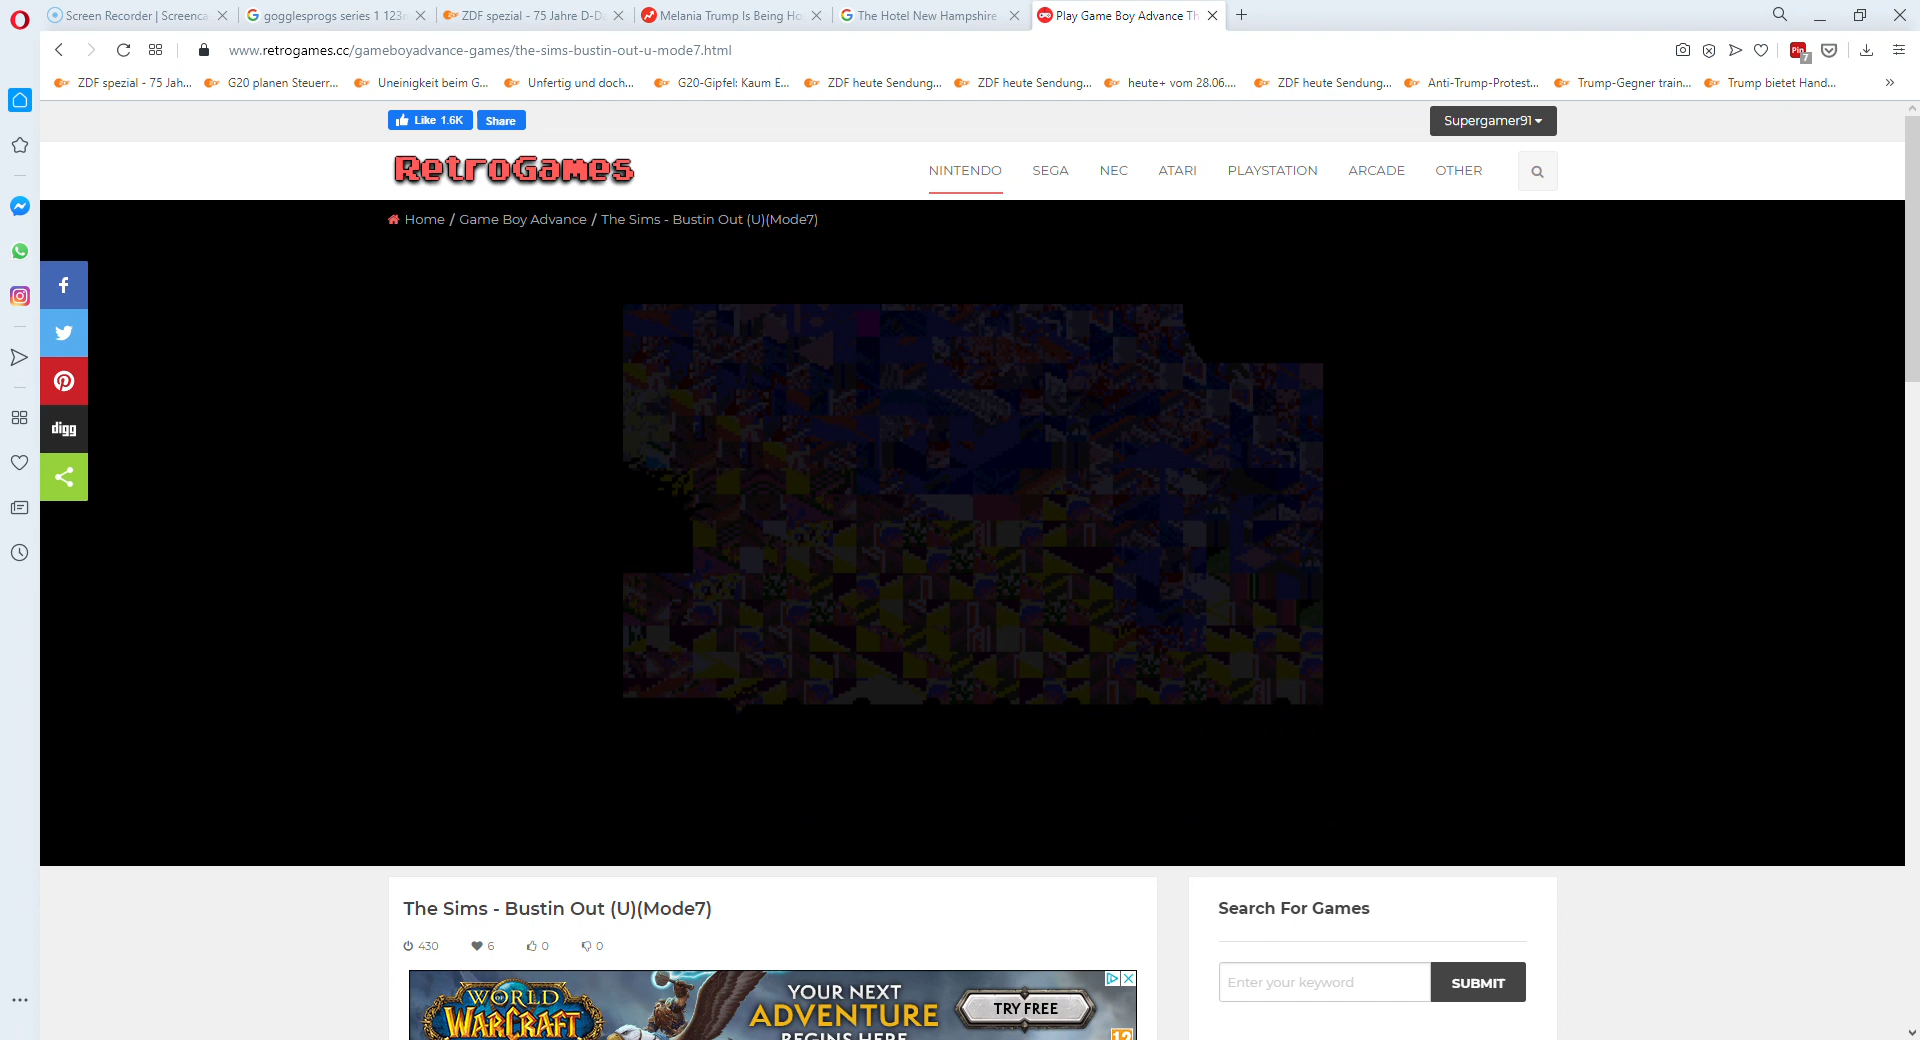 Screen Recorder | Screenca
gogglesprogs series 1 123
ZDF spezial - 75 Jahre D-Da
Melania Trump Is Being Ho
The Hotel New Hampshire
Play Game Boy Advance Th
www.retrogames.cc/gameboyadvance-games/the-sims-bustin-out-u-mode7.html
7
ZDF spezial - 75 Jah...
G20 planen Steuerr...
Uneinigkeit beim G...
Unfertig und doch...
G20-Gipfel: Kaum E...
ZDF heute Sendung...
ZDF heute Sendung...
heute+ vom 28.06....
ZDF heute Sendung...
Anti-Trump-Protest...
Trump-Gegner train...
Trump bietet Hand...
Like 1.6K
Share
Supergamer91
RetroGames
NINTENDO
SEGA
NEC
ATARI
PLAYSTATION
ARCADE
OTHER
Home / Game Boy Advance / The Sims - Bustin Out (U)(Mode7)
digg
The Sims - Bustin Out (U)(Mode7)
430
6
0
0
Search For Games
Enter your keyword
SUBMIT
WORLD
WARCRAFT
YOUR NEXT
ADVENTURE
BEGINS HERE
TRY FREE
12